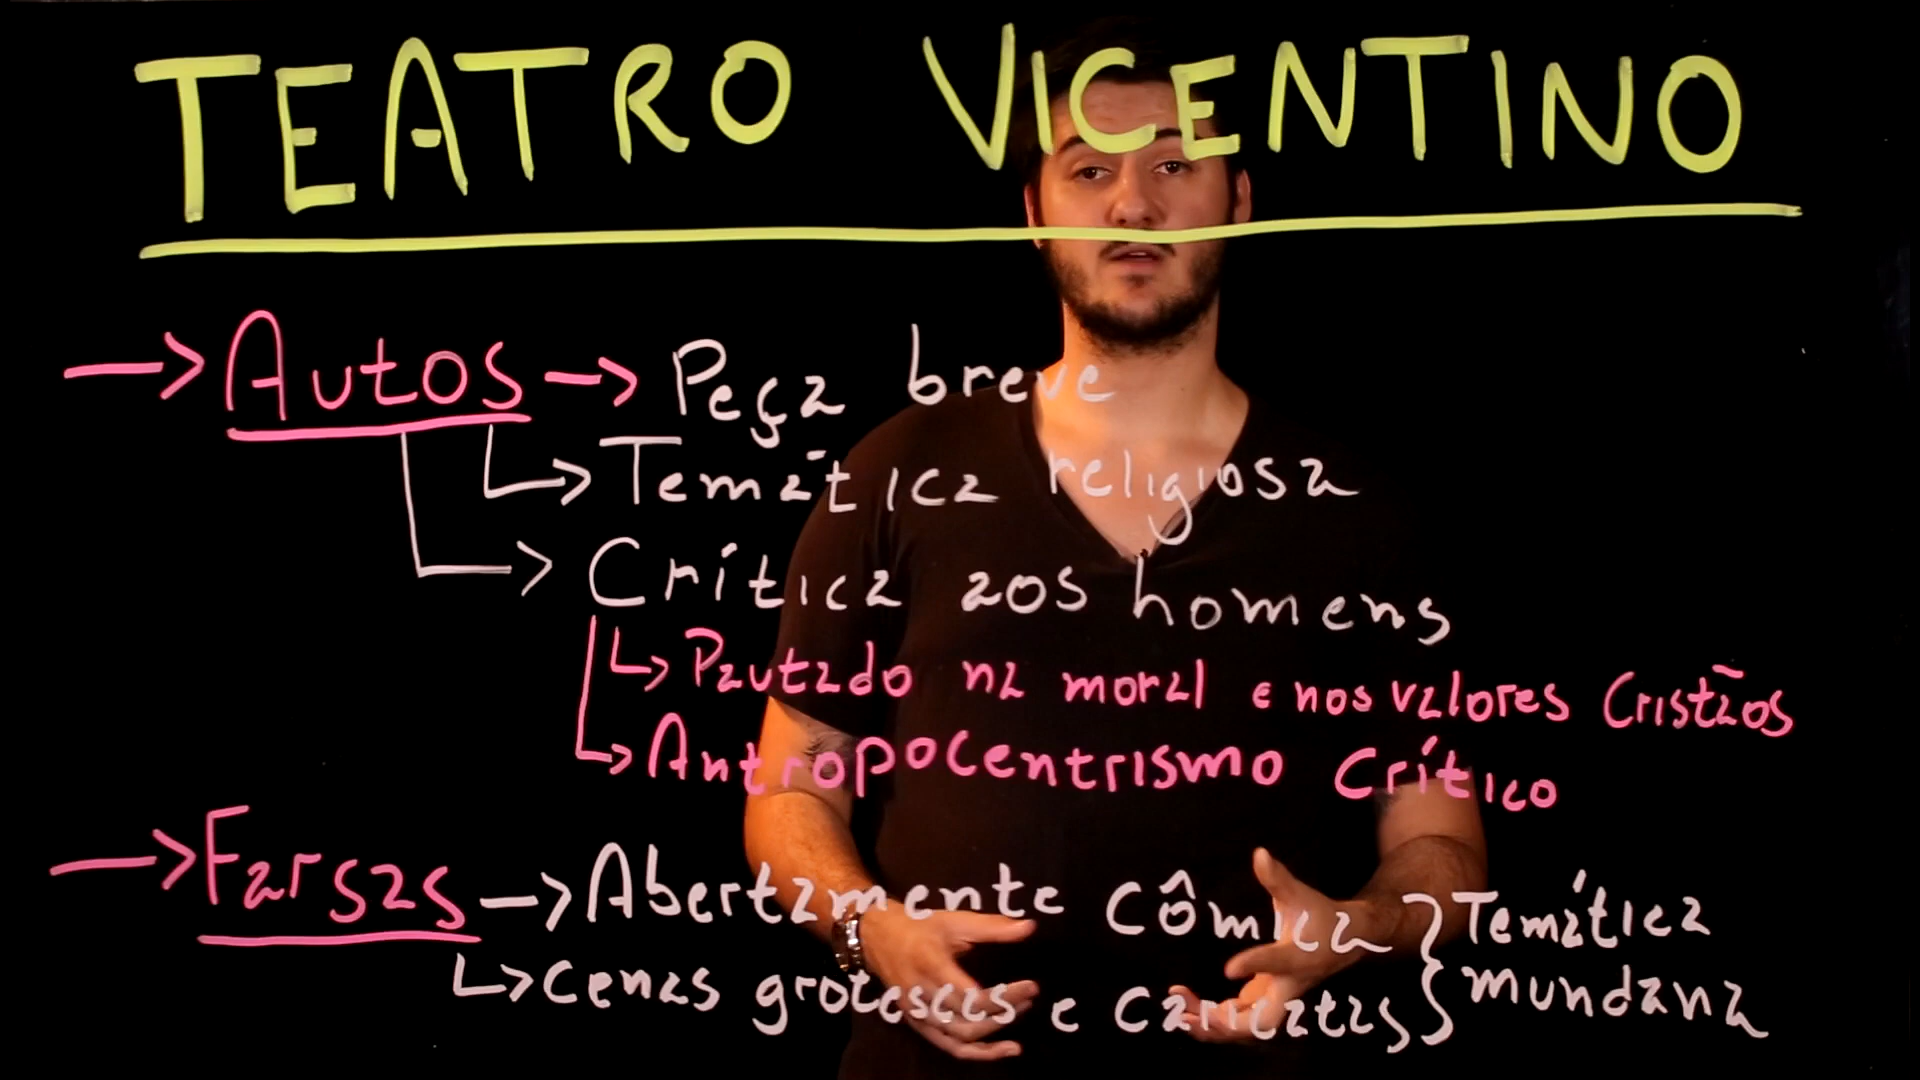 TEATRO VICENTINO
→ Autos → Peça breve
↳ Temática religiosa
↳ Crítica aos homens
↳ Pautado na moral e nos valores Cristãos
↳ Antropocentrismo Crítico
→ Farsas → Abertamente Cômica } Temática
↳ Cenas grotescas e Caricatas } mundana